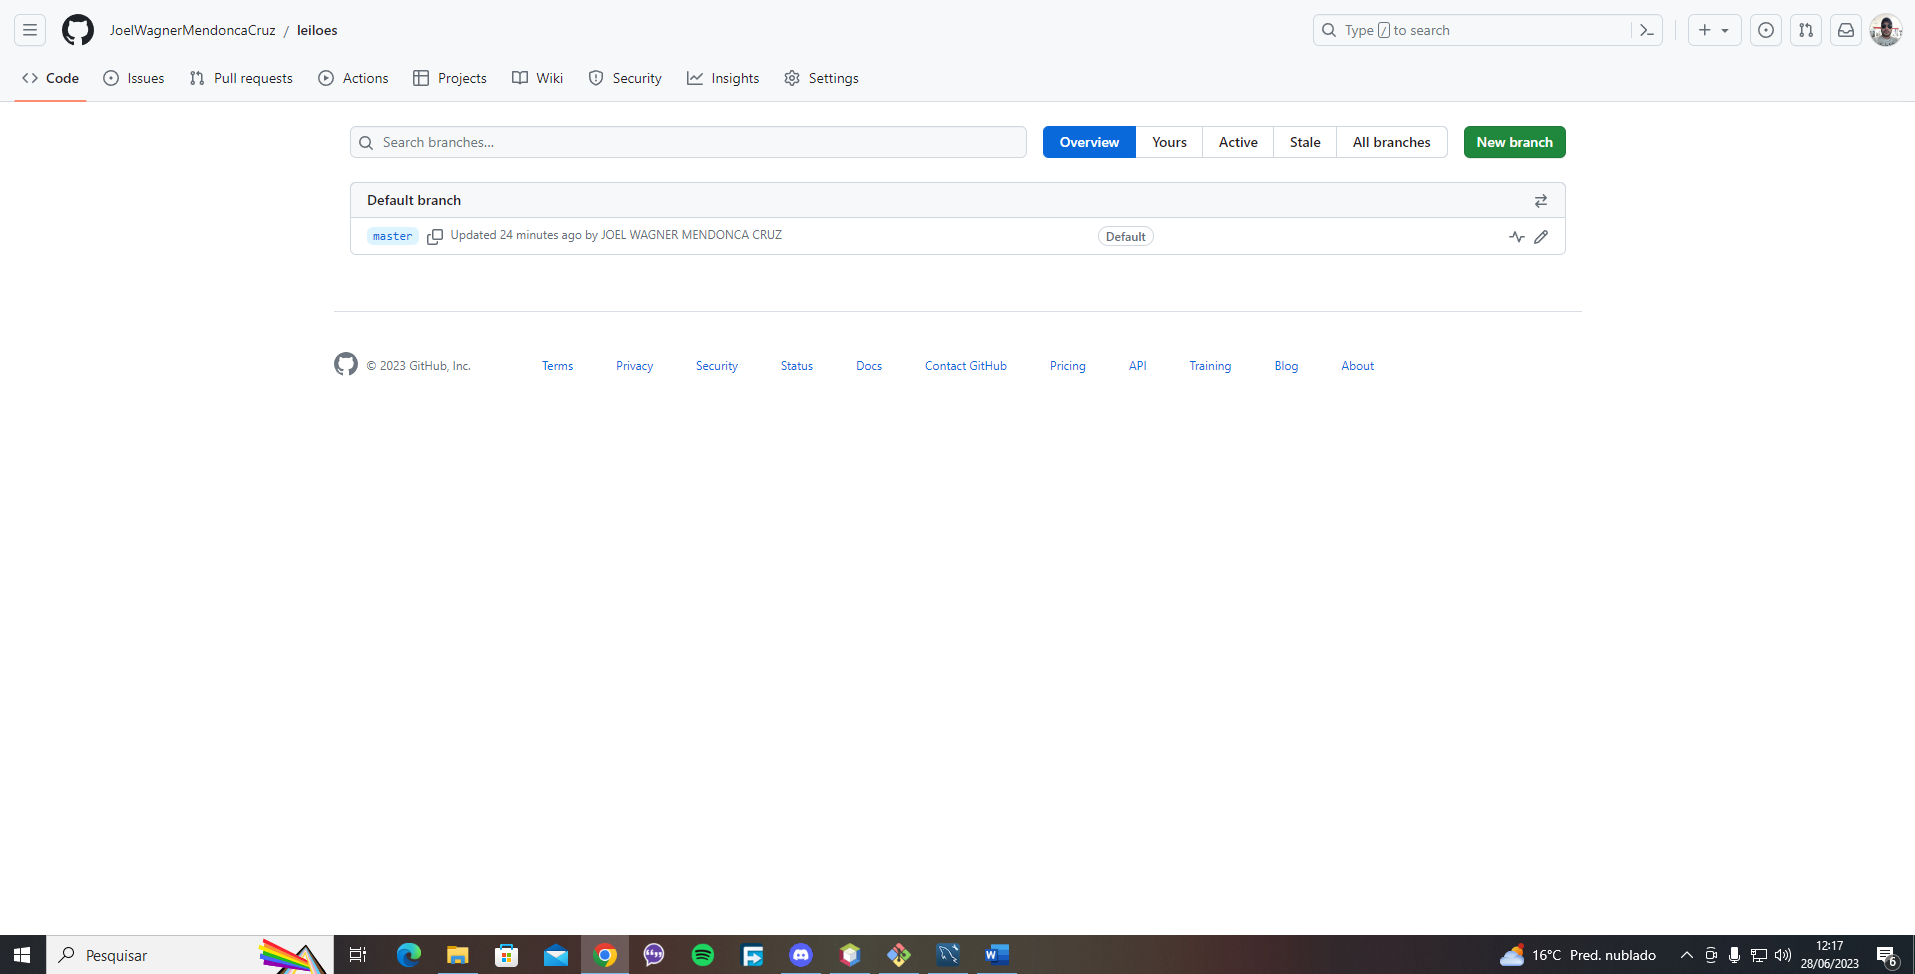 JoelWagnerMendoncaCruz / leiloes
Type / to search
Code Issues Pull requests Actions Projects Wiki Security Insights Settings
Search branches...
Overview Yours Active Stale All branches New branch
Default branch
master Updated 24 minutes ago by JOEL WAGNER MENDONCA CRUZ Default
© 2023 GitHub, Inc. Terms Privacy Security Status Docs Contact GitHub Pricing API Training Blog About
Pesquisar 16°C Pred. nublado
12:17
28/06/2023
6